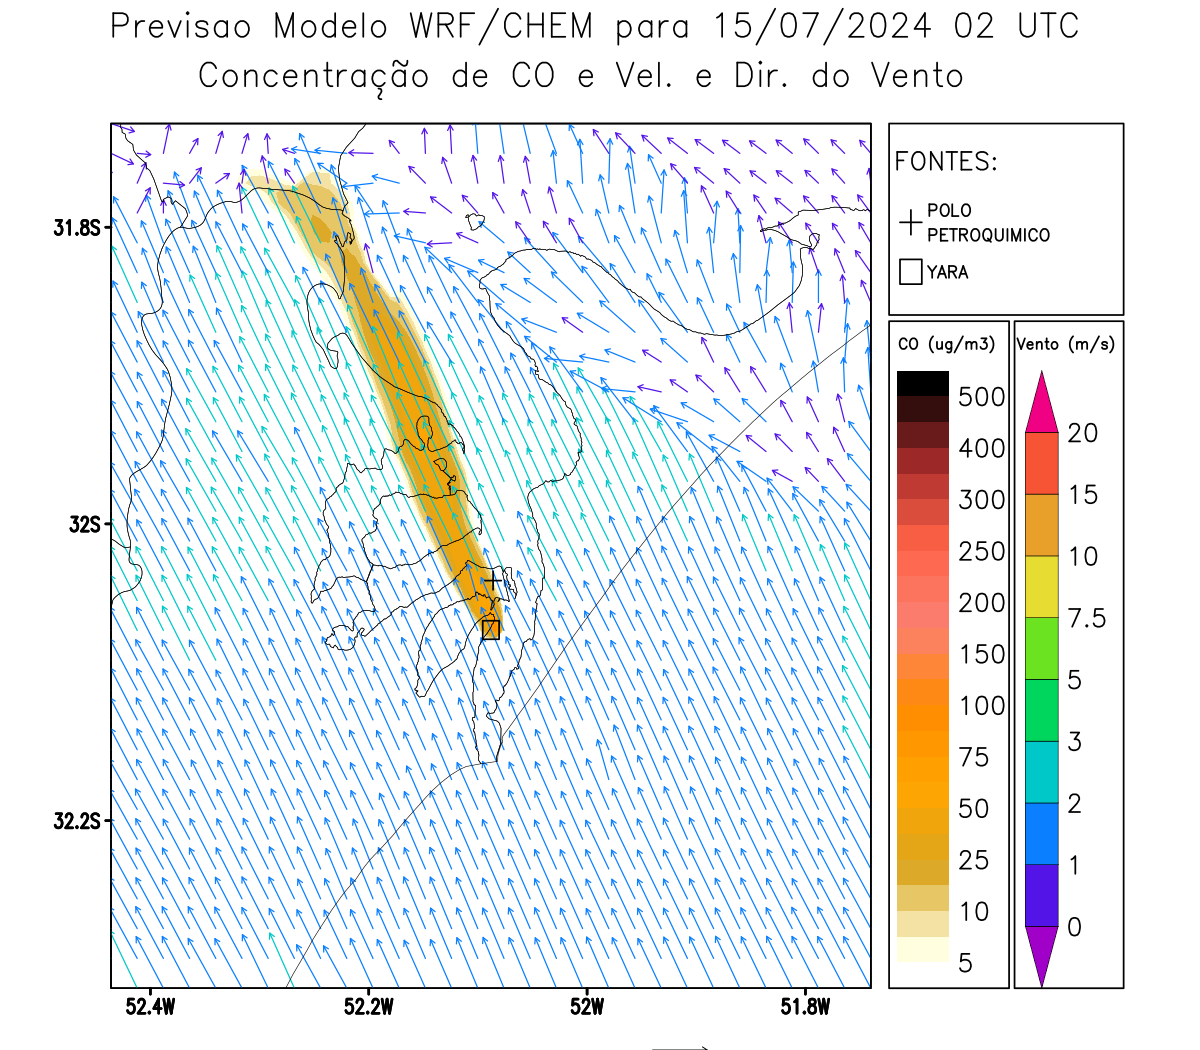 Previsao Modelo WRF/CHEM para 15/07/2024 02 UTC
Concentração de CO e Vel. e Dir. do Vento
FONTES:
POLO
PETROQUIMICO
YARA
31.8S
32S
32.2S
52.4W
52.2W
52W
51.8W
CO (ug/m3)
500
400
300
250
200
150
100
75
50
25
10
5
Vento (m/s)
20
15
10
7.5
5
3
2
1
0